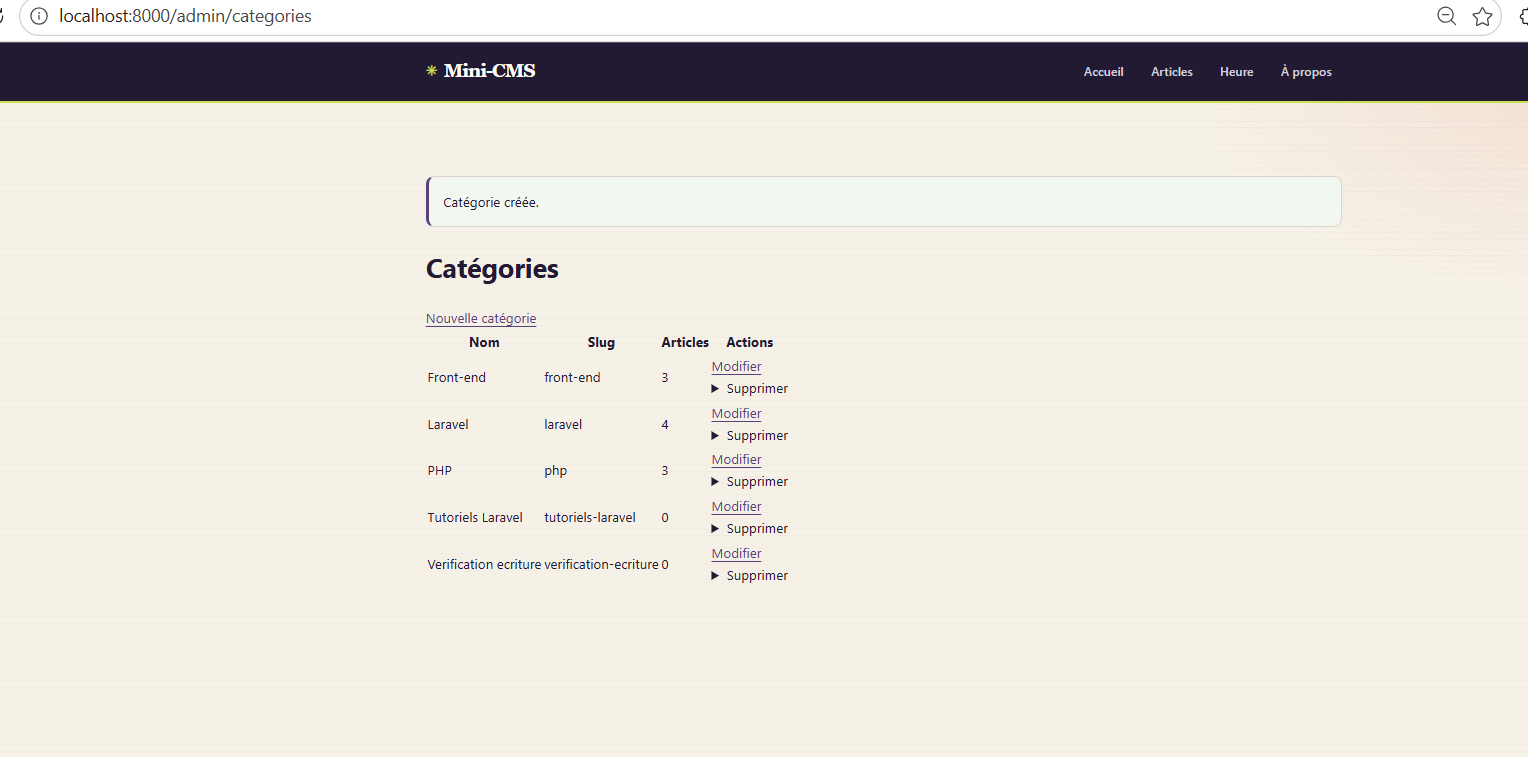 localhost:8000/admin/categories
Mini-CMS Accueil Articles Heure À propos
Catégorie créée.
Catégories
Nouvelle catégorie
Nom Slug Articles Actions
Front-end front-end 3 Modifier
Supprimer
Laravel laravel 4 Modifier
Supprimer
PHP php 3 Modifier
Supprimer
Tutoriels Laravel tutoriels-laravel 0 Modifier
Supprimer
Verification ecriture verification-ecriture 0 Modifier
Supprimer